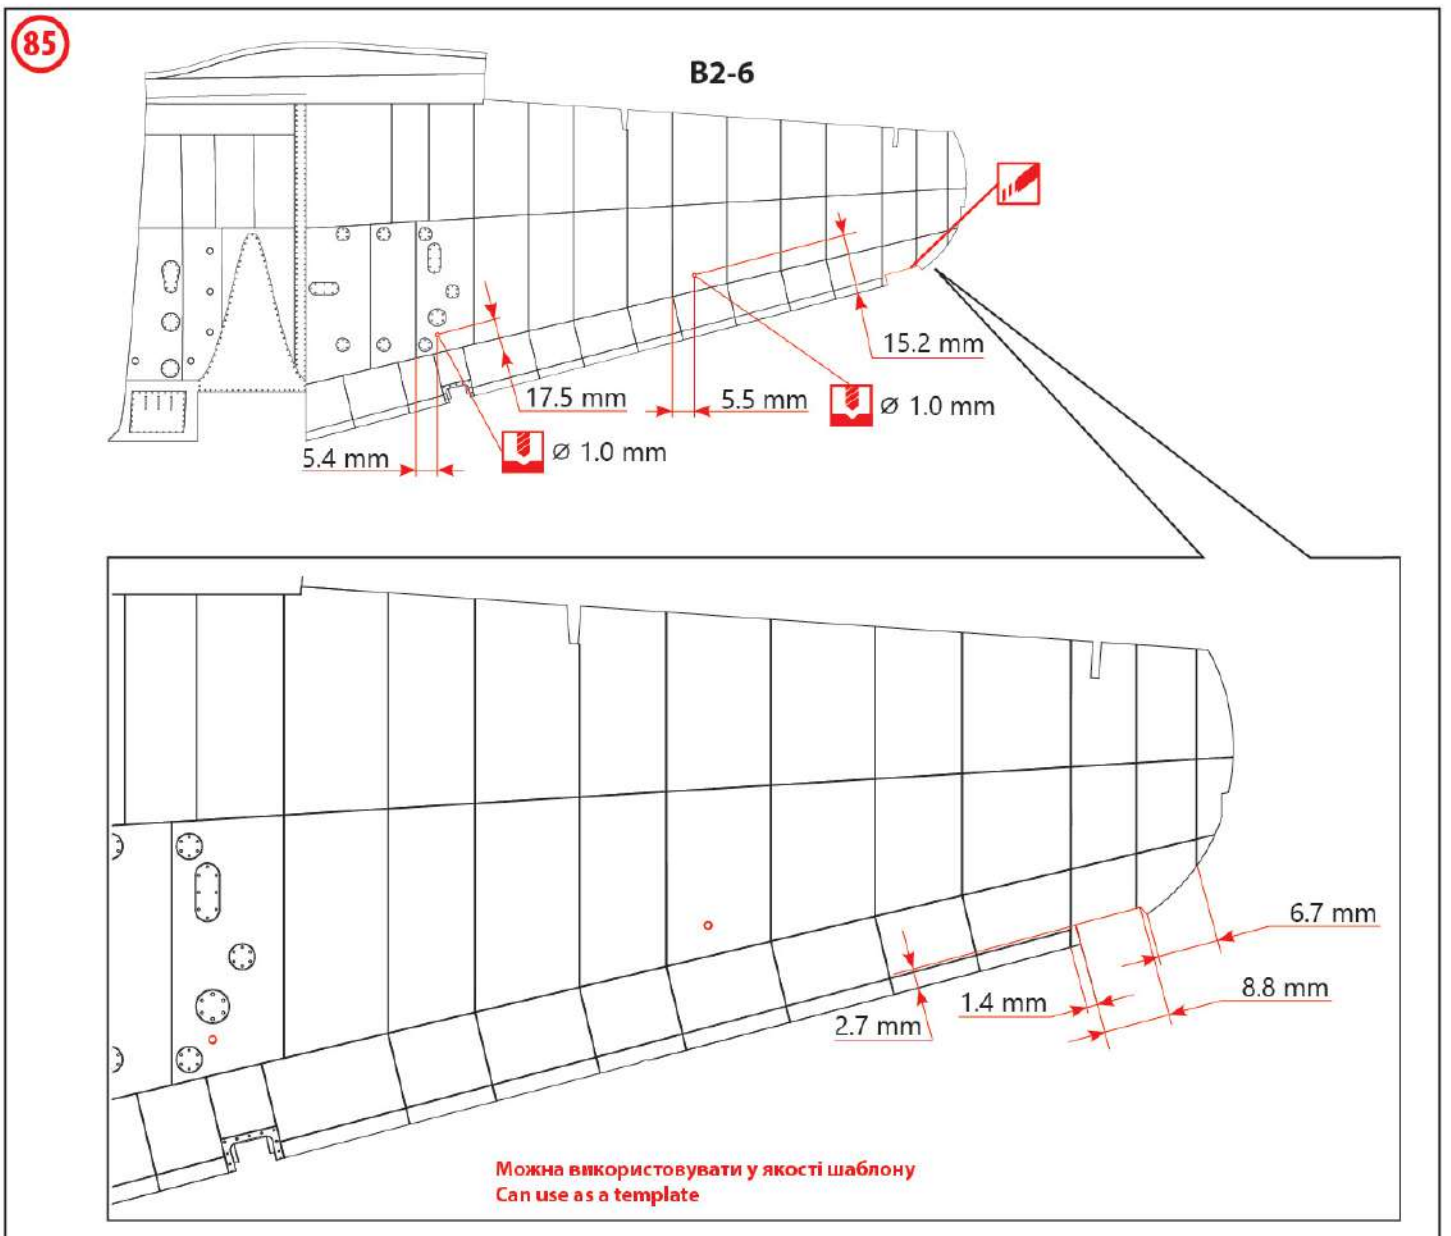 85
B2-6
15.2 mm
17.5 mm
5.5 mm
Ø 1.0 mm
5.4 mm
Ø 1.0 mm
6.7 mm
8.8 mm
1.4 mm
2.7 mm
Можна використовувати у якості шаблону
Can use as a template